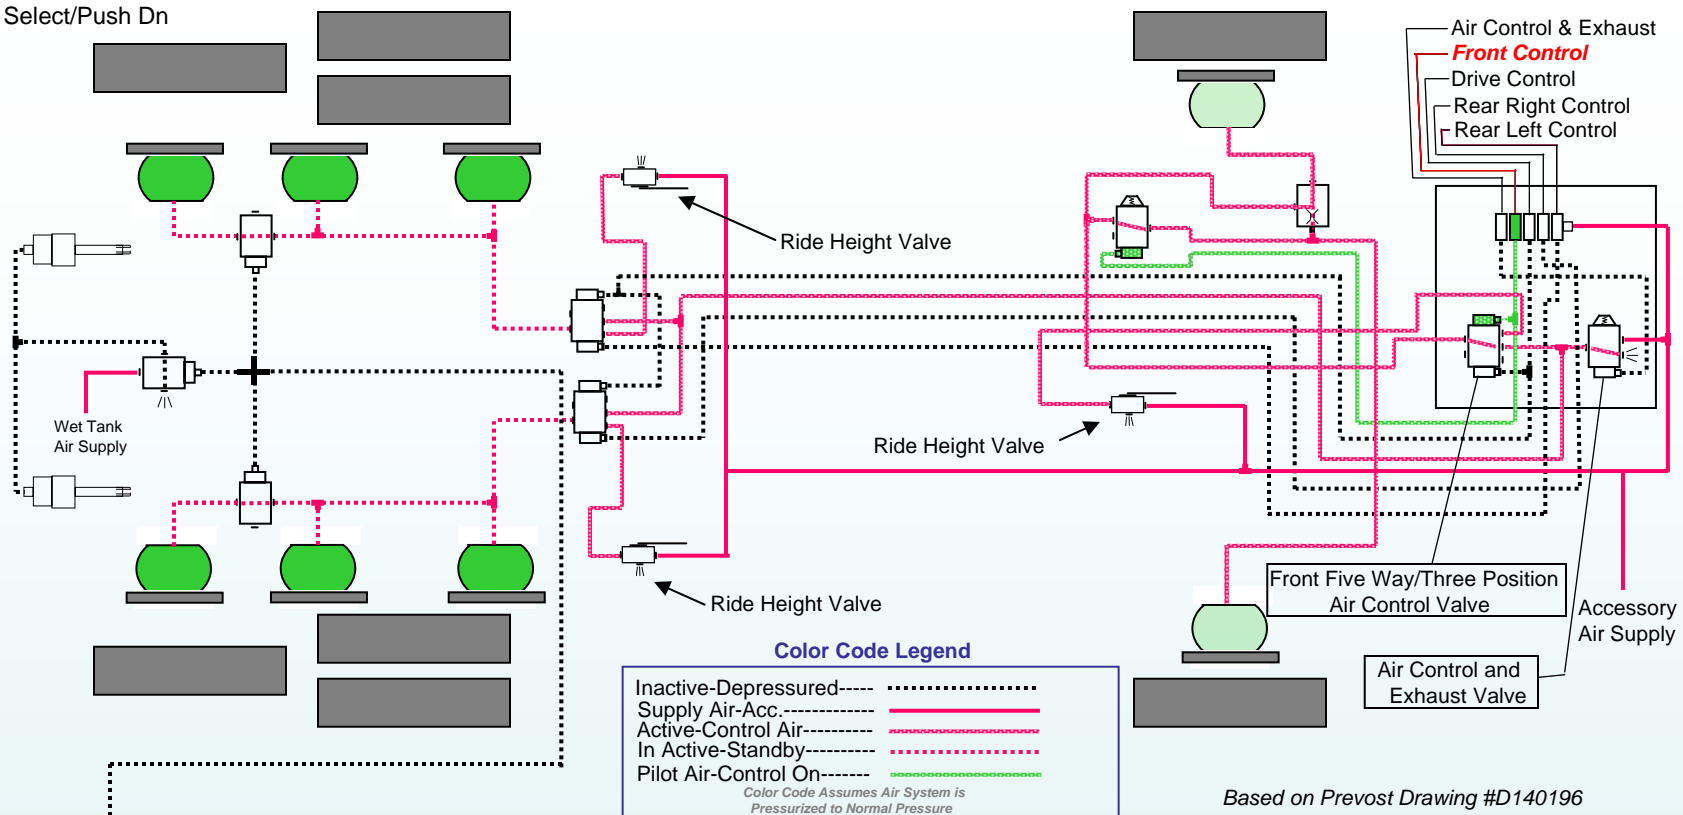 Select/Push Dn
Air Control & Exhaust
Front Control
Drive Control
Rear Right Control
Rear Left Control
Ride Height Valve
Wet Tank
Air Supply
Ride Height Valve
Ride Height Valve
Front Five Way/Three Position
Air Control Valve
Accessory
Air Supply
Air Control and
Exhaust Valve
Color Code Legend
Inactive-Depressured-----
Supply Air-Acc.-------------
Active-Control Air----------
In Active-Standby----------
Pilot Air-Control On-------
Color Code Assumes Air System is
Pressurized to Normal Pressure
Based on Prevost Drawing #D140196